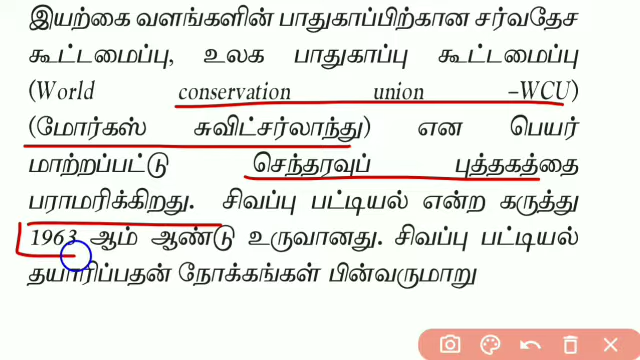 இயற்கை வளங்களின் பாதுகாப்பிற்கான சர்வதேச
கூட்டமைப்பு, உலக பாதுகாப்பு கூட்டமைப்பு
(World conservation union –WCU)
(மோர்கஸ் சுவிட்சர்லாந்து) என பெயர்
மாற்றப்பட்டு செந்தரவுப் புத்தகத்தை
பராமரிக்கிறது. சிவப்பு பட்டியல் என்ற கருத்து
1963 ஆம் ஆண்டு உருவானது. சிவப்பு பட்டியல்
தயாரிப்பதன் நோக்கங்கள் பின்வருமாறு